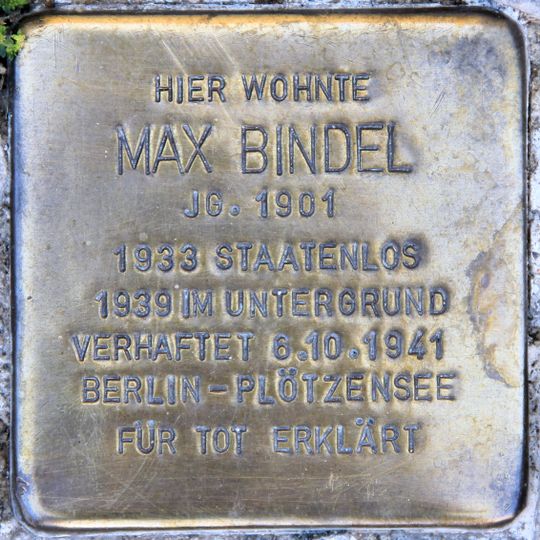 HIER WOHNTE
MAX BINDEL
JG. 1901
1933 STAATENLOS
1939 IM UNTERGRUND
VERHAFTET 6.10.1941
BERLIN-PLÖTZENSEE
FÜR TOT ERKLÄRT